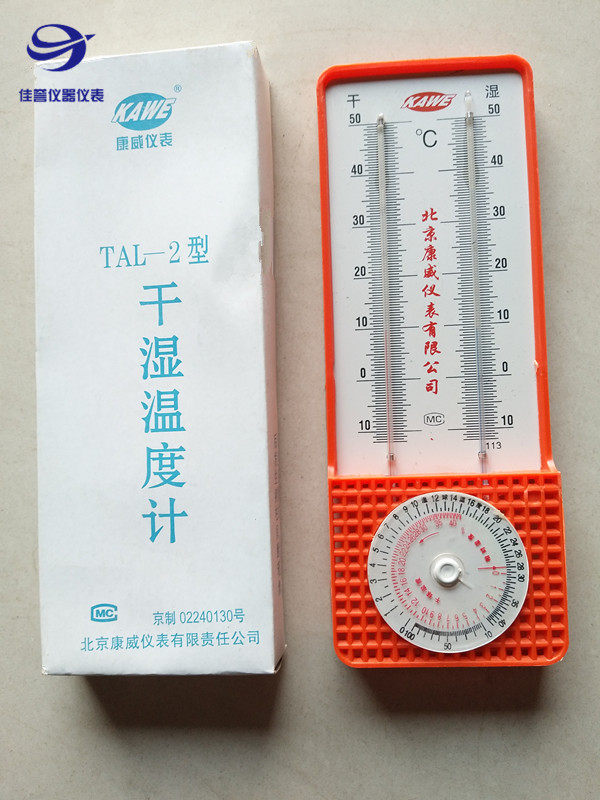 佳誉仪器仪表
KAWE®
康威仪表
TAL-2型
干湿温度计
MC
京制 02240130号
北京康威仪表有限责任公司
干 KAWE 湿
50 50
°C
40 40
30 30
20 20
10 10
0 0
10 10
北京康威仪表有限公司
MC
113